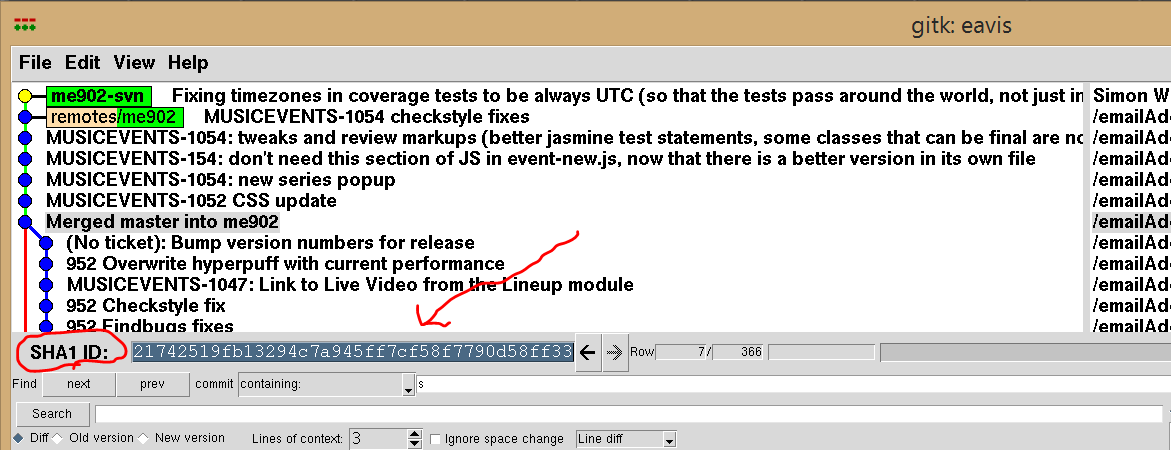 gitk: eavis
File Edit View Help
me902-svn Fixing timezones in coverage tests to be always UTC (so that the tests pass around the world, not just in Simon W
remotes/me902 MUSICEVENTS-1054 checkstyle fixes /emailAd
MUSICEVENTS-1054: tweaks and review markups (better jasmine test statements, some classes that can be final are no /emailAd
MUSICEVENTS-154: don't need this section of JS in event-new.js, now that there is a better version in its own file /emailAd
MUSICEVENTS-1054: new series popup /emailAd
MUSICEVENTS-1052 CSS update /emailAd
Merged master into me902 /emailAd
(No ticket): Bump version numbers for release /emailAd
952 Overwrite hyperpuff with current performance /emailAd
MUSICEVENTS-1047: Link to Live Video from the Lineup module /emailAd
952 Checkstyle fix /emailAd
952 Findbugs fixes /emailAd
SHA1 ID: 21742519fb13294c7a945ff7cf58f7790d58ff33 Row 7 / 366
Find next prev commit containing: s
Search
Diff Old version New version Lines of context: 3 Ignore space change Line diff